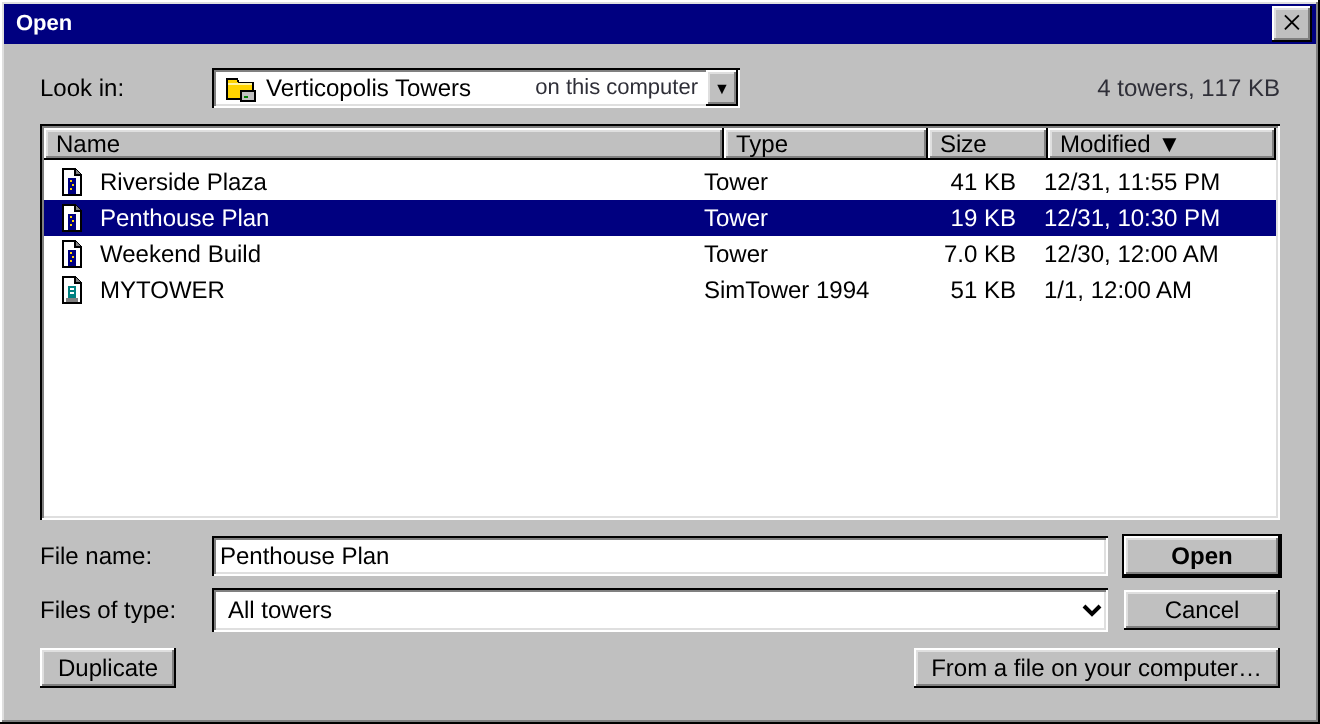 Open
Look in: Verticopolis Towers on this computer ▼ 4 towers, 117 KB
Name Type Size Modified ▼
Riverside Plaza Tower 41 KB 12/31, 11:55 PM
Penthouse Plan Tower 19 KB 12/31, 10:30 PM
Weekend Build Tower 7.0 KB 12/30, 12:00 AM
MYTOWER SimTower 1994 51 KB 1/1, 12:00 AM
File name: Penthouse Plan Open
Files of type: All towers Cancel
Duplicate From a file on your computer…